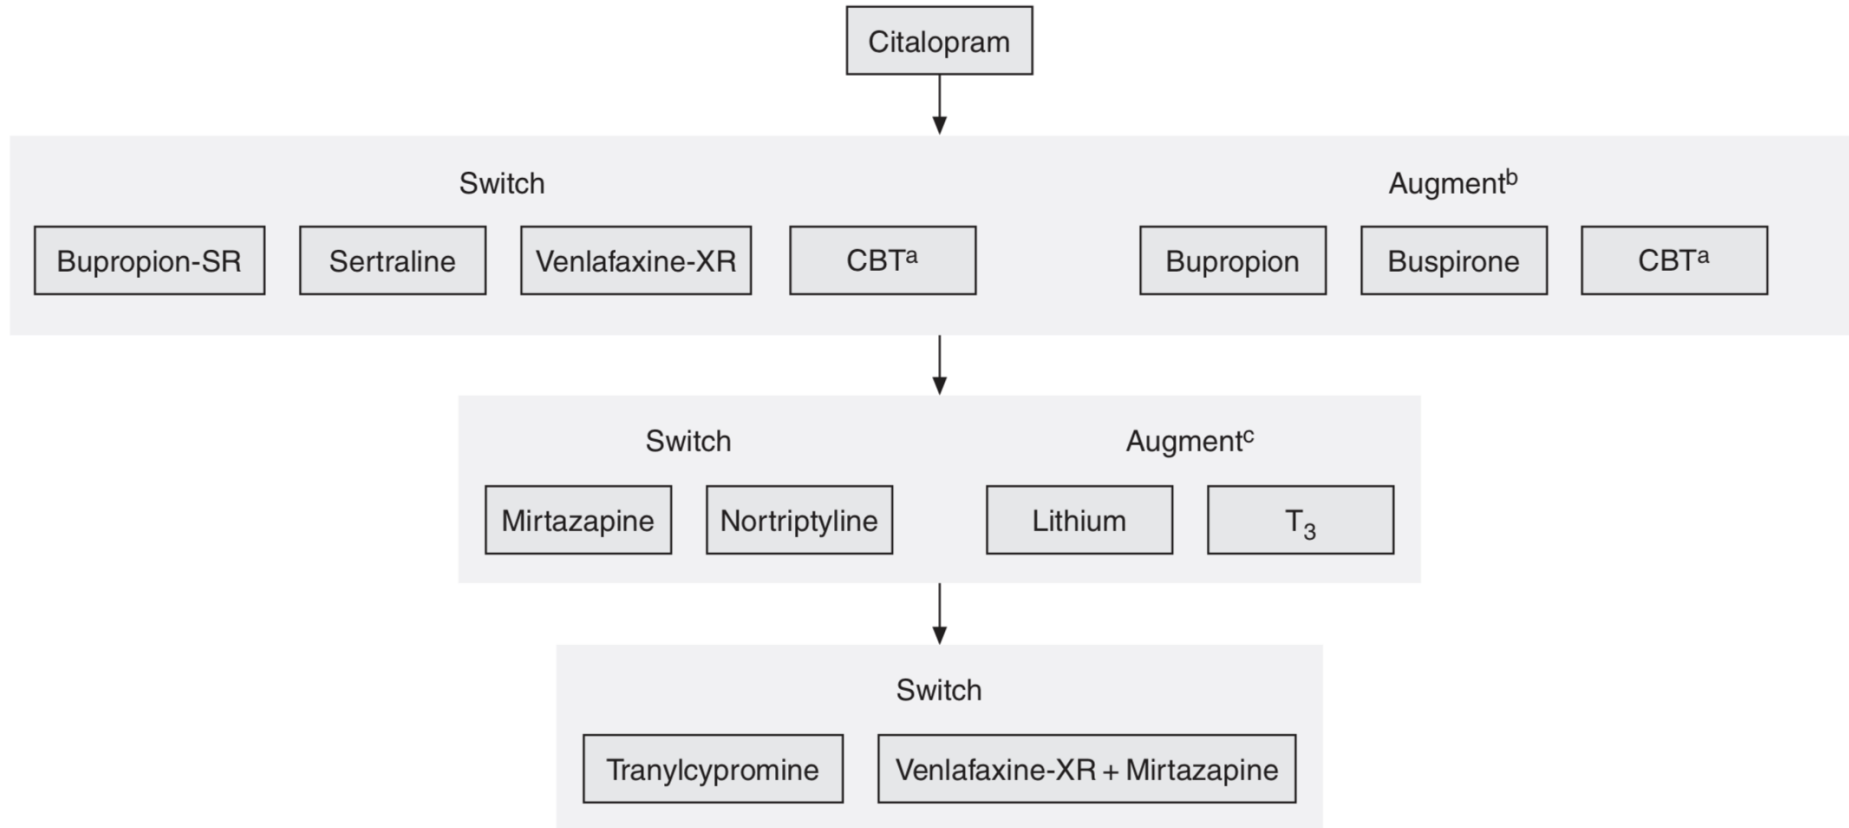 Citalopram
Switch
Augmentᵇ
Bupropion-SR
Sertraline
Venlafaxine-XR
CBTᵃ
Bupropion
Buspirone
CBTᵃ
Switch
Augmentᶜ
Mirtazapine
Nortriptyline
Lithium
T₃
Switch
Tranylcypromine
Venlafaxine-XR + Mirtazapine